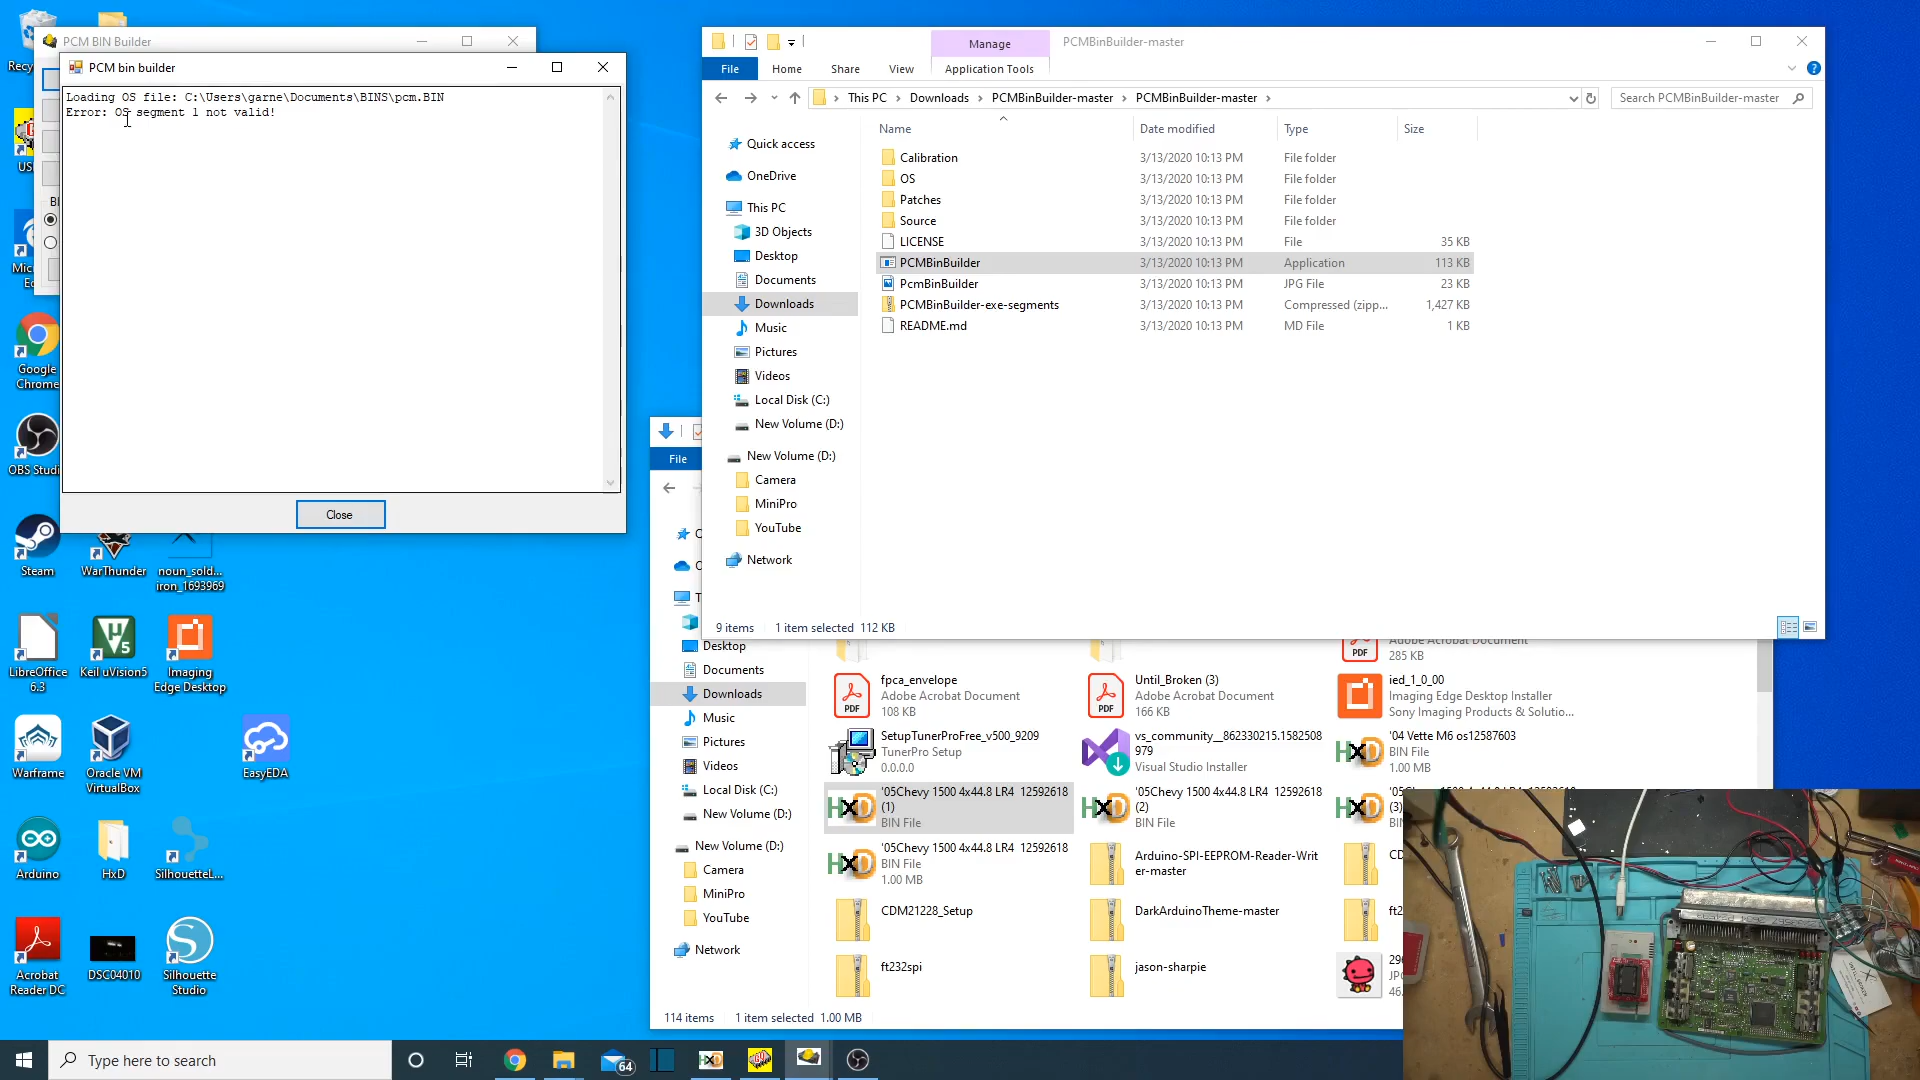 PCM BIN Builder
PCM bin builder
Loading OS file: C:\Users\garne\Documents\BINS\pcm.BIN
Error: OS segment 1 not valid!
Close
Manage
PCMBinBuilder-master
File
Home
Share
View
Application Tools
This PC
Downloads
PCMBinBuilder-master
PCMBinBuilder-master
Search PCMBinBuilder-master
Name
Date modified
Type
Size
Quick access
OneDrive
This PC
3D Objects
Desktop
Documents
Downloads
Music
Pictures
Videos
Local Disk (C:)
New Volume (D:)
New Volume (D:)
Camera
MiniPro
YouTube
Network
Calibration 3/13/2020 10:13 PM File folder
OS 3/13/2020 10:13 PM File folder
Patches 3/13/2020 10:13 PM File folder
Source 3/13/2020 10:13 PM File folder
LICENSE 3/13/2020 10:13 PM File 35 KB
PCMBinBuilder 3/13/2020 10:13 PM Application 113 KB
PcmBinBuilder 3/13/2020 10:13 PM JPG File 23 KB
PCMBinBuilder-exe-segments 3/13/2020 10:13 PM Compressed (zipp... 1,427 KB
README.md 3/13/2020 10:13 PM MD File 1 KB
9 items 1 item selected 112 KB
File
Desktop
Documents
Downloads
Music
Pictures
Videos
Local Disk (C:)
New Volume (D:)
New Volume (D:)
Camera
MiniPro
YouTube
Network
Adobe Acrobat Document
285 KB
fpca_envelope
Adobe Acrobat Document
108 KB
Until_Broken (3)
Adobe Acrobat Document
166 KB
ied_1_0_00
Imaging Edge Desktop Installer
Sony Imaging Products & Solutio...
SetupTunerProFree_v500_9209
TunerPro Setup
0.0.0.0
vs_community__862330215.1582508
979
Visual Studio Installer
'04 Vette M6 os12587603
BIN File
1.00 MB
'05Chevy 1500 4x44.8 LR4 12592618
(1)
BIN File
'05Chevy 1500 4x44.8 LR4 12592618
(2)
BIN File
(3)
BIN File
'05Chevy 1500 4x44.8 LR4 12592618
BIN File
1.00 MB
Arduino-SPI-EEPROM-Reader-Writ
er-master
CDM21228_Setup
DarkArduinoTheme-master
ft232spi
jason-sharpie
114 items 1 item selected 1.00 MB
Google
Chrome
OBS Studi
Steam
WarThunder
noun_sold...
iron_1693969
LibreOffice
6.3
Keil uVision5
Imaging
Edge Desktop
Warframe
Oracle VM
VirtualBox
EasyEDA
Arduino
HxD
SilhouetteL...
Acrobat
Reader DC
DSC04010
Silhouette
Studio
Type here to search
64